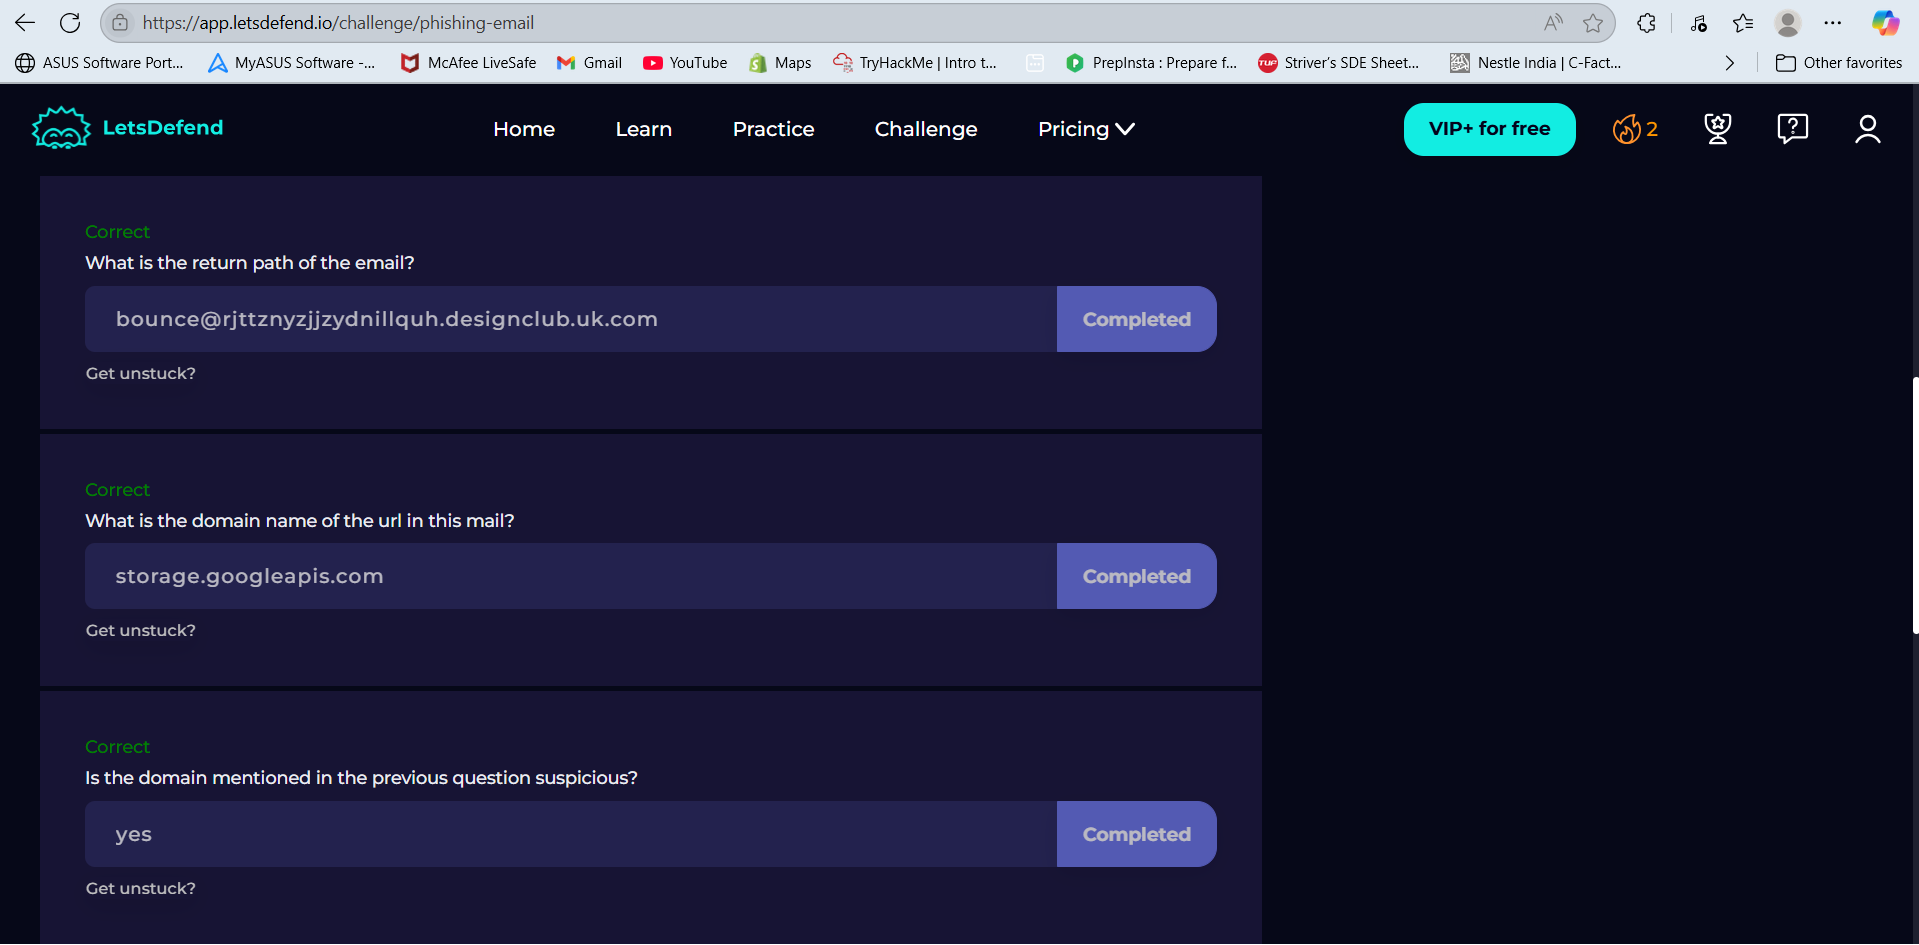 https://app.letsdefend.io/challenge/phishing-email
ASUS Software Port... MyASUS Software -... McAfee LiveSafe Gmail YouTube Maps TryHackMe | Intro t... PrepInsta : Prepare f... TUF Striver's SDE Sheet... Nestle India | C-Fact... Other favorites
LetsDefend Home Learn Practice Challenge Pricing VIP+ for free 2
Correct
What is the return path of the email?
bounce@rjttznyzjjzydnillquh.designclub.uk.com Completed
Get unstuck?
Correct
What is the domain name of the url in this mail?
storage.googleapis.com Completed
Get unstuck?
Correct
Is the domain mentioned in the previous question suspicious?
yes Completed
Get unstuck?